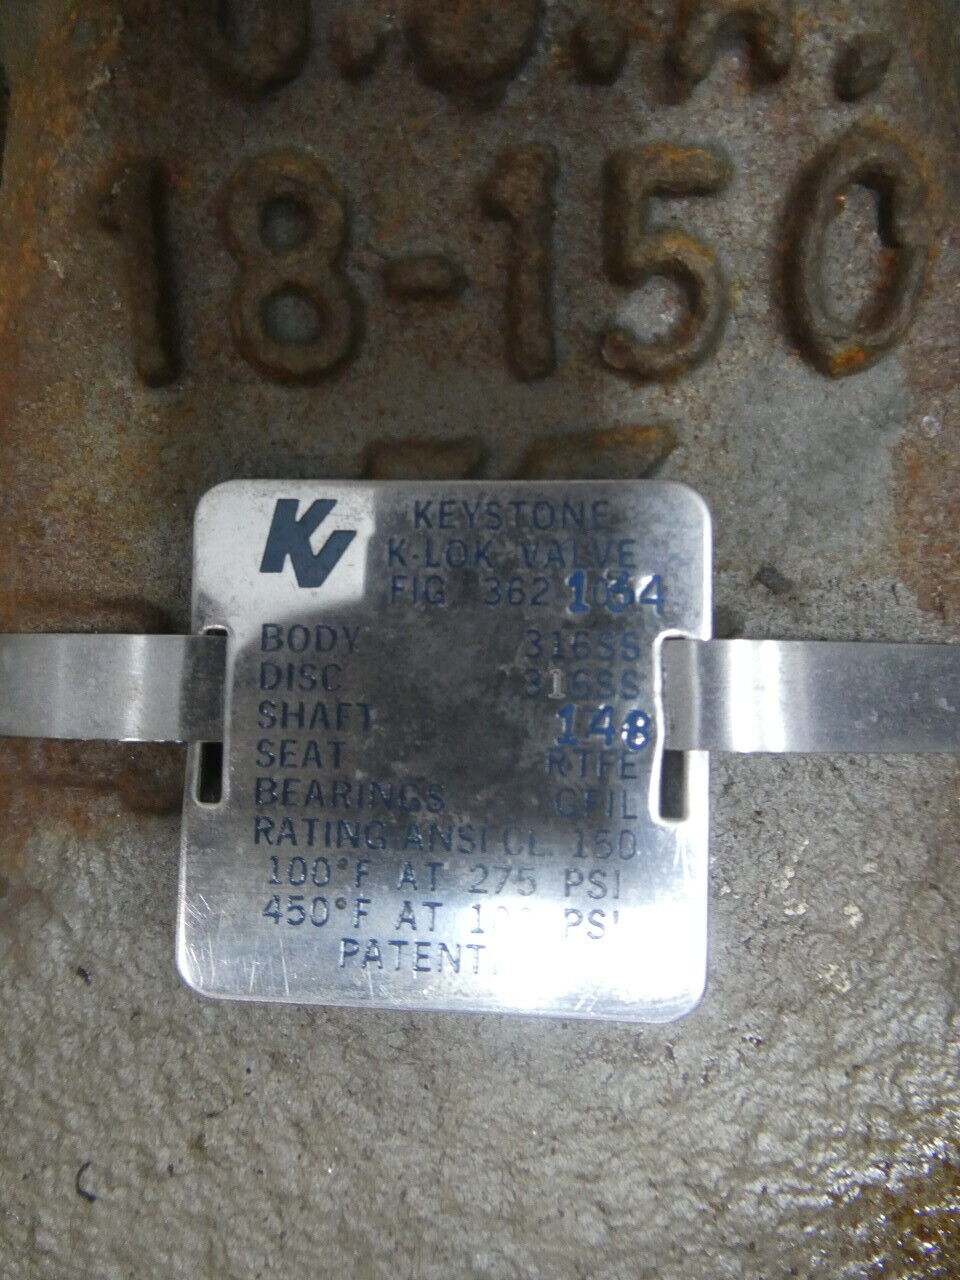 U.S.A.
18-150
KV
KEYSTONE
K-LOK VALVE
FIG 362 134
BODY 316SS
DISC 316SS
SHAFT 148
SEAT RTFE
BEARINGS GFIL
RATING ANSI CL 150
100°F AT 275 PSI
450°F AT PSI